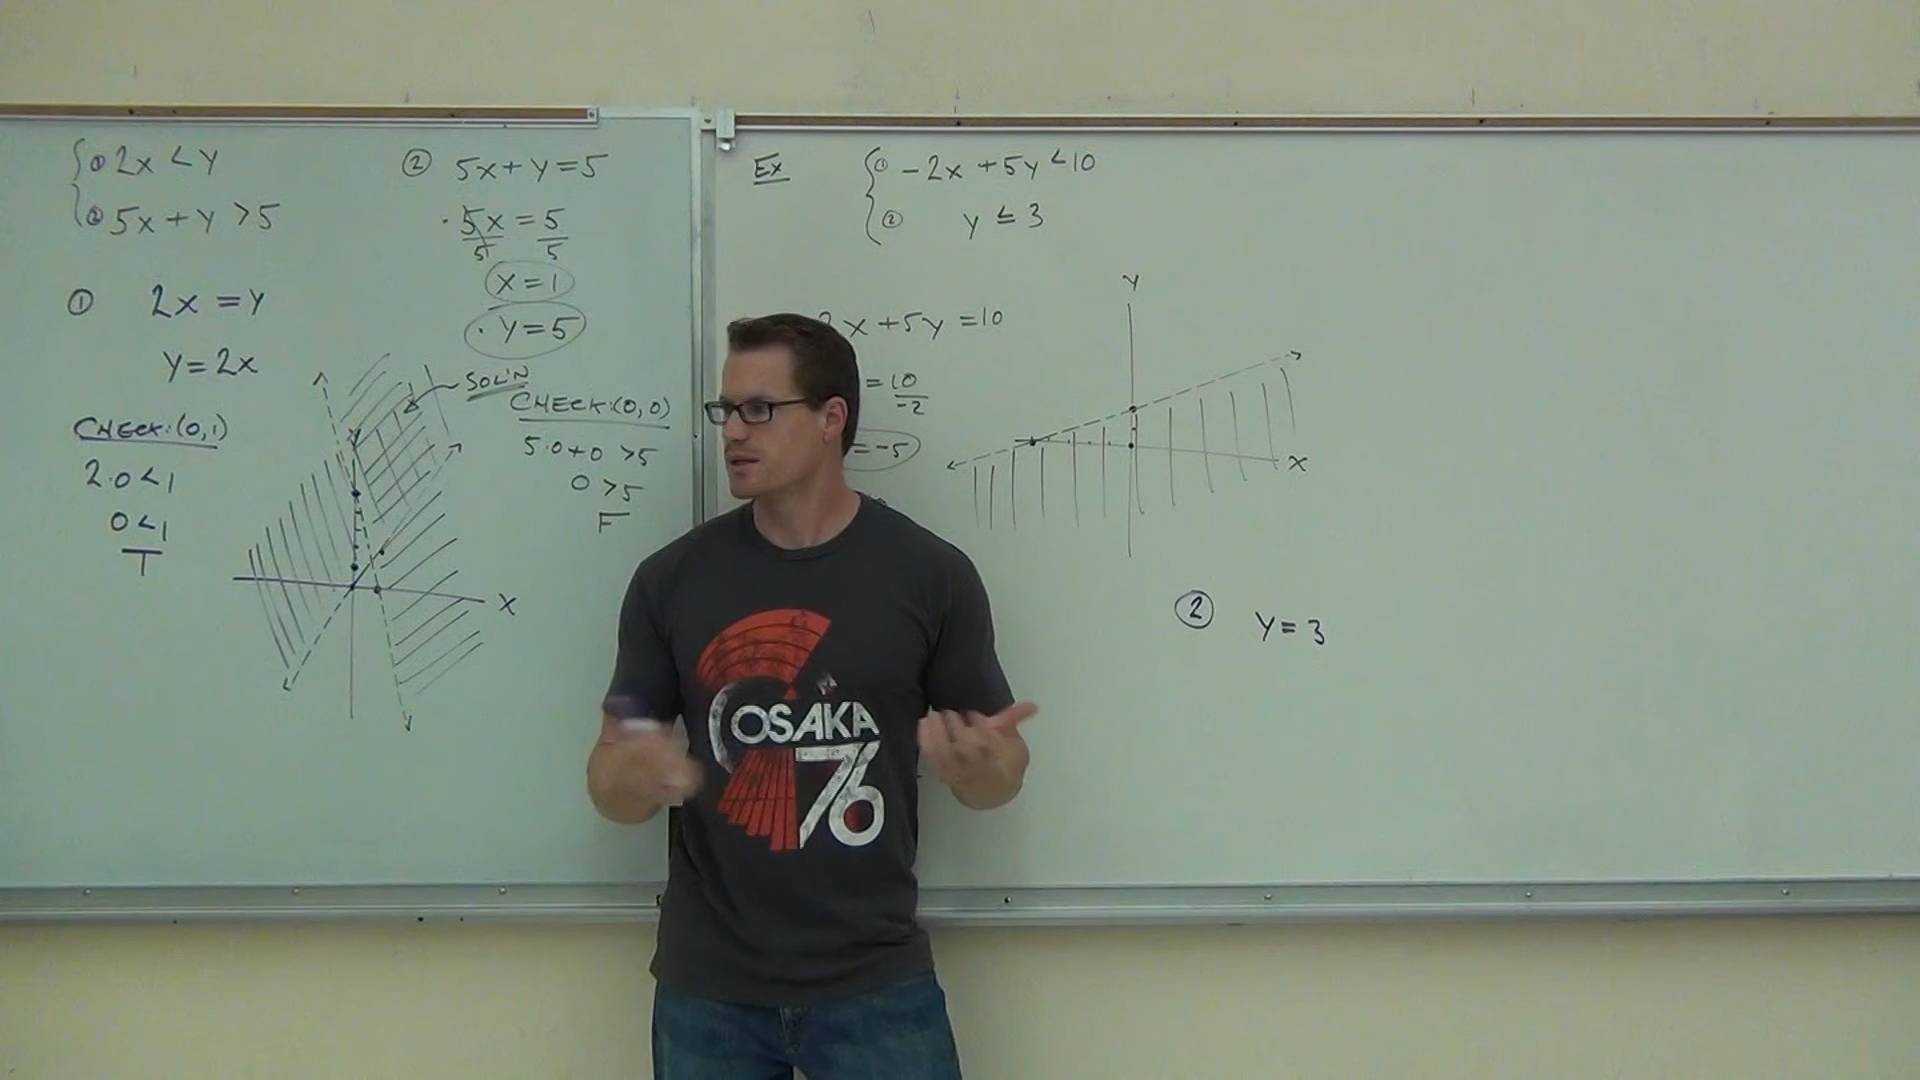 ① 2x < y
② 5x + y > 5
① 2x = y
y = 2x
CHECK: (0,1)
2·0 < 1
0 < 1
T
② 5x + y = 5
· 5x = 5
5 5
x = 1
· y = 5
SOL'N
CHECK: (0,0)
5·0+0 > 5
0 > 5
F
y
x
Ex
① -2x + 5y < 10
② y ≤ 3
2x + 5y = 10
= 10
-2
= -5
y
x
② y = 3
OSAKA
76